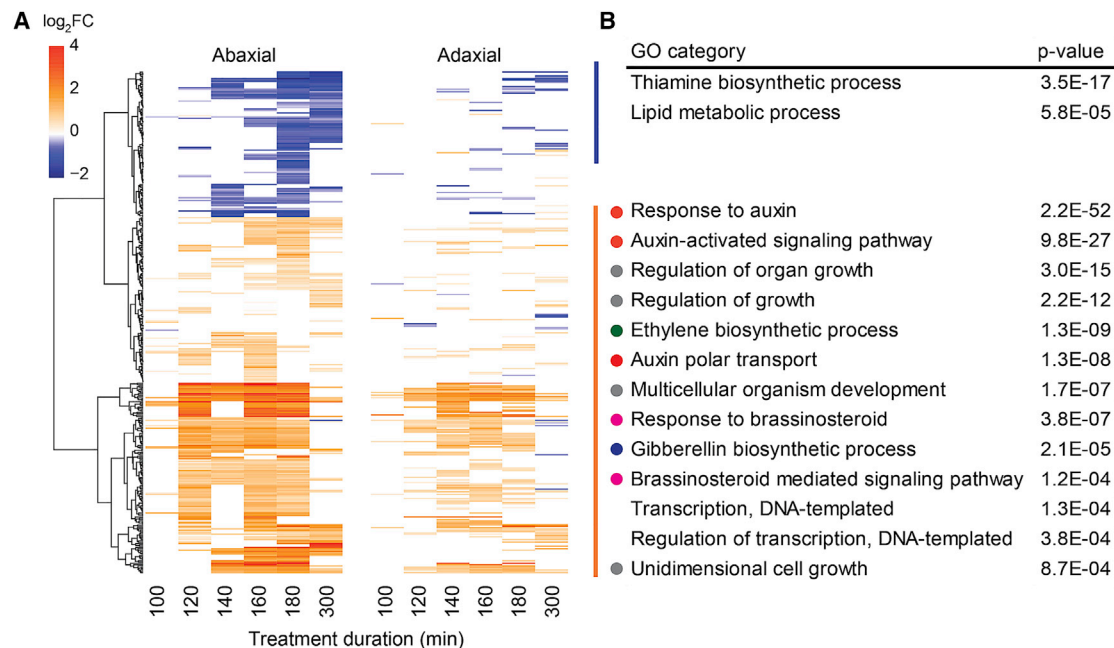 A
log₂FC
4
2
0
−2
Abaxial
Adaxial
100
120
140
160
180
300
100
120
140
160
180
300
Treatment duration (min)
B
GO category p-value
Thiamine biosynthetic process 3.5E-17
Lipid metabolic process 5.8E-05
Response to auxin 2.2E-52
Auxin-activated signaling pathway 9.8E-27
Regulation of organ growth 3.0E-15
Regulation of growth 2.2E-12
Ethylene biosynthetic process 1.3E-09
Auxin polar transport 1.3E-08
Multicellular organism development 1.7E-07
Response to brassinosteroid 3.8E-07
Gibberellin biosynthetic process 2.1E-05
Brassinosteroid mediated signaling pathway 1.2E-04
Transcription, DNA-templated 1.3E-04
Regulation of transcription, DNA-templated 3.8E-04
Unidimensional cell growth 8.7E-04